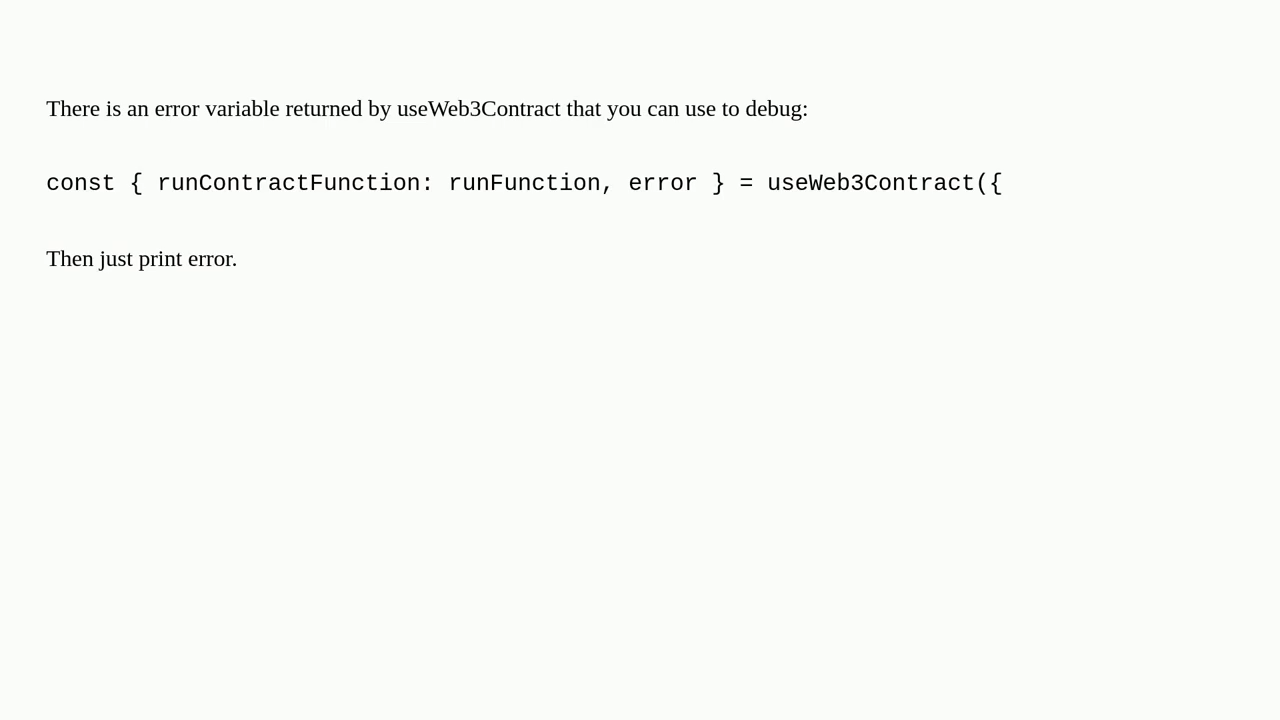 There is an error variable returned by useWeb3Contract that you can use to debug:
const { runContractFunction: runFunction, error } = useWeb3Contract({
Then just print error.